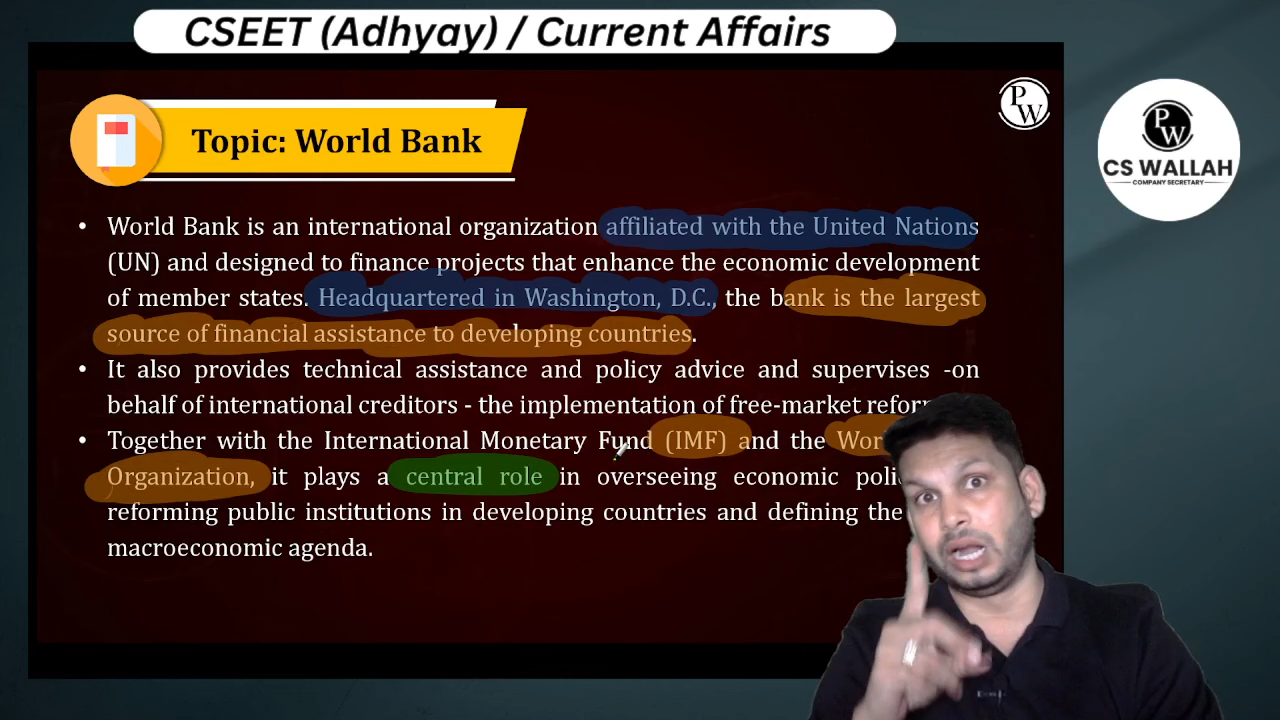 CSEET (Adhyay) / Current Affairs
PW
Topic: World Bank
PW
CS WALLAH
COMPANY SECRETARY
• World Bank is an international organization affiliated with the United Nations
(UN) and designed to finance projects that enhance the economic development
of member states. Headquartered in Washington, D.C., the bank is the largest
source of financial assistance to developing countries.
• It also provides technical assistance and policy advice and supervises -on
behalf of international creditors - the implementation of free-market
• Together with the International Monetary Fund (IMF) and the
Organization, it plays a central role in overseeing economic
reforming public institutions in developing countries and defining the
macroeconomic agenda.